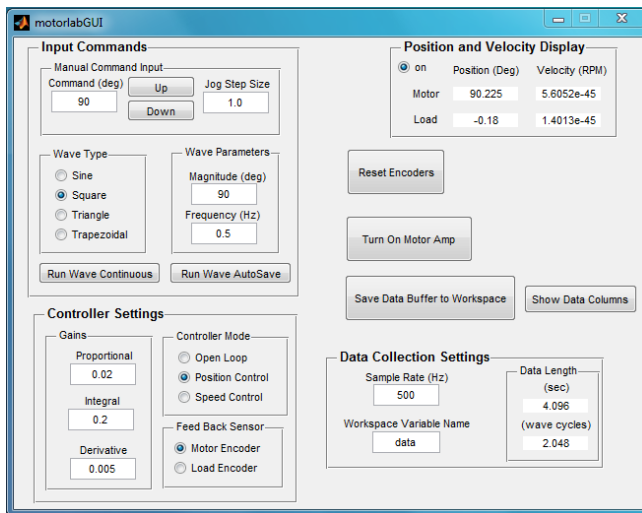 motorlabGUI
Input Commands
Manual Command Input
Command (deg)
90
Up
Down
Jog Step Size
1.0
Wave Type
Sine
Square
Triangle
Trapezoidal
Wave Parameters
Magnitude (deg)
90
Frequency (Hz)
0.5
Run Wave Continuous
Run Wave AutoSave
Controller Settings
Gains
Proportional
0.02
Integral
0.2
Derivative
0.005
Controller Mode
Open Loop
Position Control
Speed Control
Feed Back Sensor
Motor Encoder
Load Encoder
Position and Velocity Display
on Position (Deg) Velocity (RPM)
Motor 90.225 5.6052e-45
Load -0.18 1.4013e-45
Reset Encoders
Turn On Motor Amp
Save Data Buffer to Workspace
Show Data Columns
Data Collection Settings
Sample Rate (Hz)
500
Workspace Variable Name
data
Data Length
(sec)
4.096
(wave cycles)
2.048